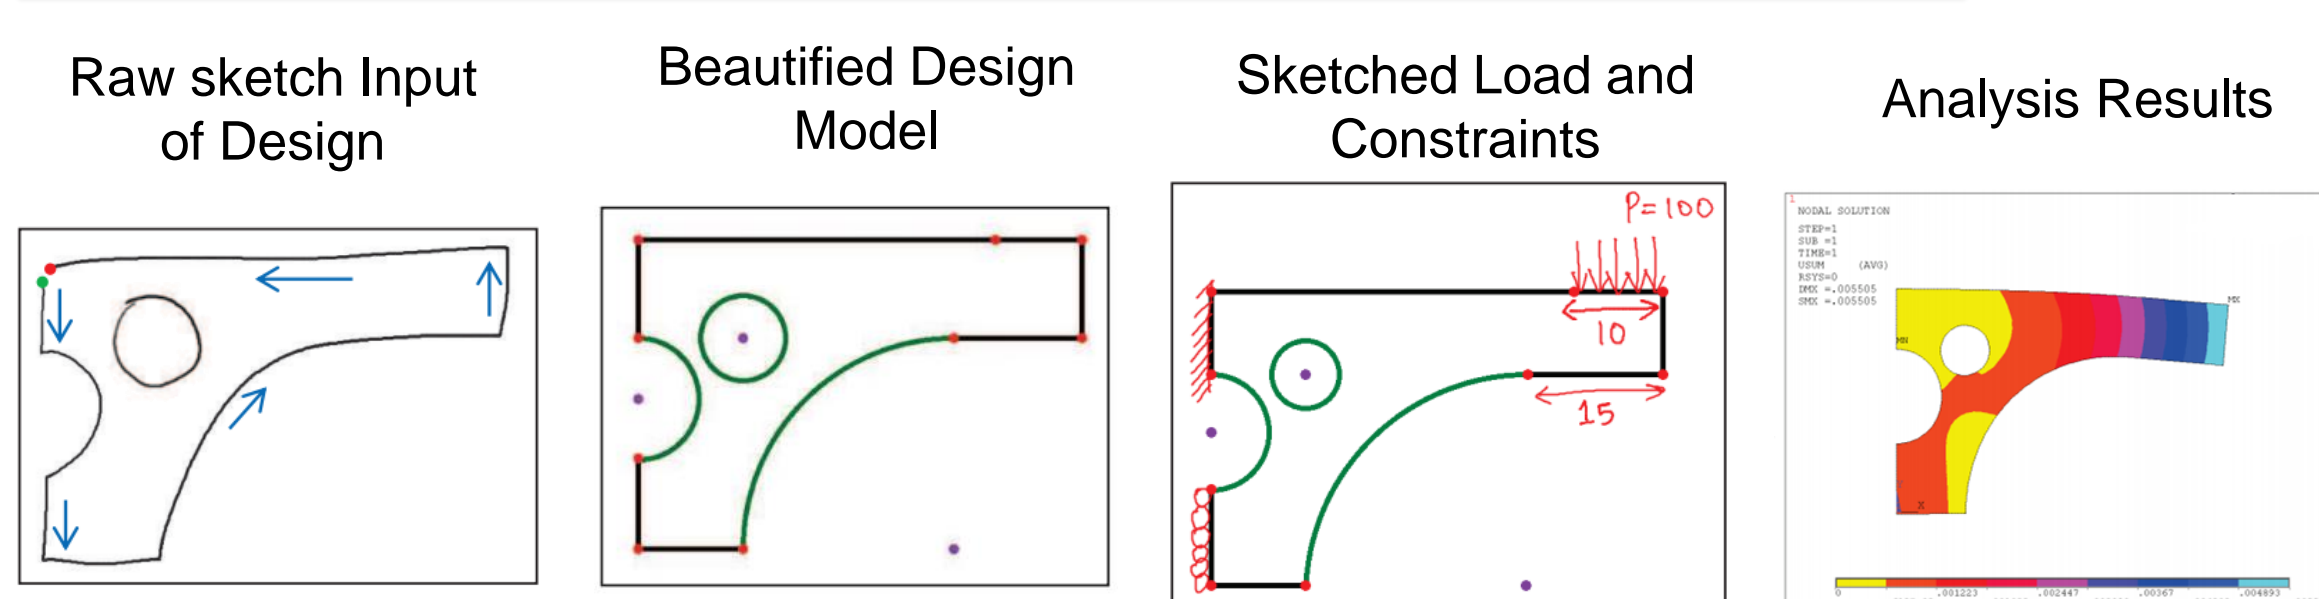 Raw sketch Input
of Design
Beautified Design
Model
Sketched Load and
Constraints
Analysis Results
P=100
10
15
1
NODAL SOLUTION
STEP=1
SUB =1
TIME=1
USUM (AVG)
RSYS=0
DMX =.005505
SMX =.005505
MX
MN
X
0 .001223 .002447 .00367 .004893